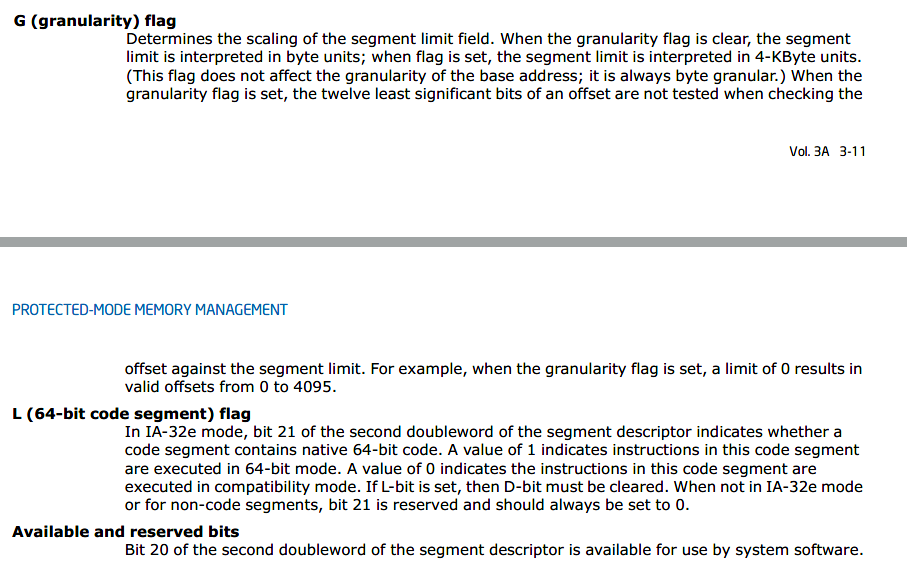 G (granularity) flag
Determines the scaling of the segment limit field. When the granularity flag is clear, the segment
limit is interpreted in byte units; when flag is set, the segment limit is interpreted in 4-KByte units.
(This flag does not affect the granularity of the base address; it is always byte granular.) When the
granularity flag is set, the twelve least significant bits of an offset are not tested when checking the
Vol. 3A 3-11
PROTECTED-MODE MEMORY MANAGEMENT
offset against the segment limit. For example, when the granularity flag is set, a limit of 0 results in
valid offsets from 0 to 4095.
L (64-bit code segment) flag
In IA-32e mode, bit 21 of the second doubleword of the segment descriptor indicates whether a
code segment contains native 64-bit code. A value of 1 indicates instructions in this code segment
are executed in 64-bit mode. A value of 0 indicates the instructions in this code segment are
executed in compatibility mode. If L-bit is set, then D-bit must be cleared. When not in IA-32e mode
or for non-code segments, bit 21 is reserved and should always be set to 0.
Available and reserved bits
Bit 20 of the second doubleword of the segment descriptor is available for use by system software.